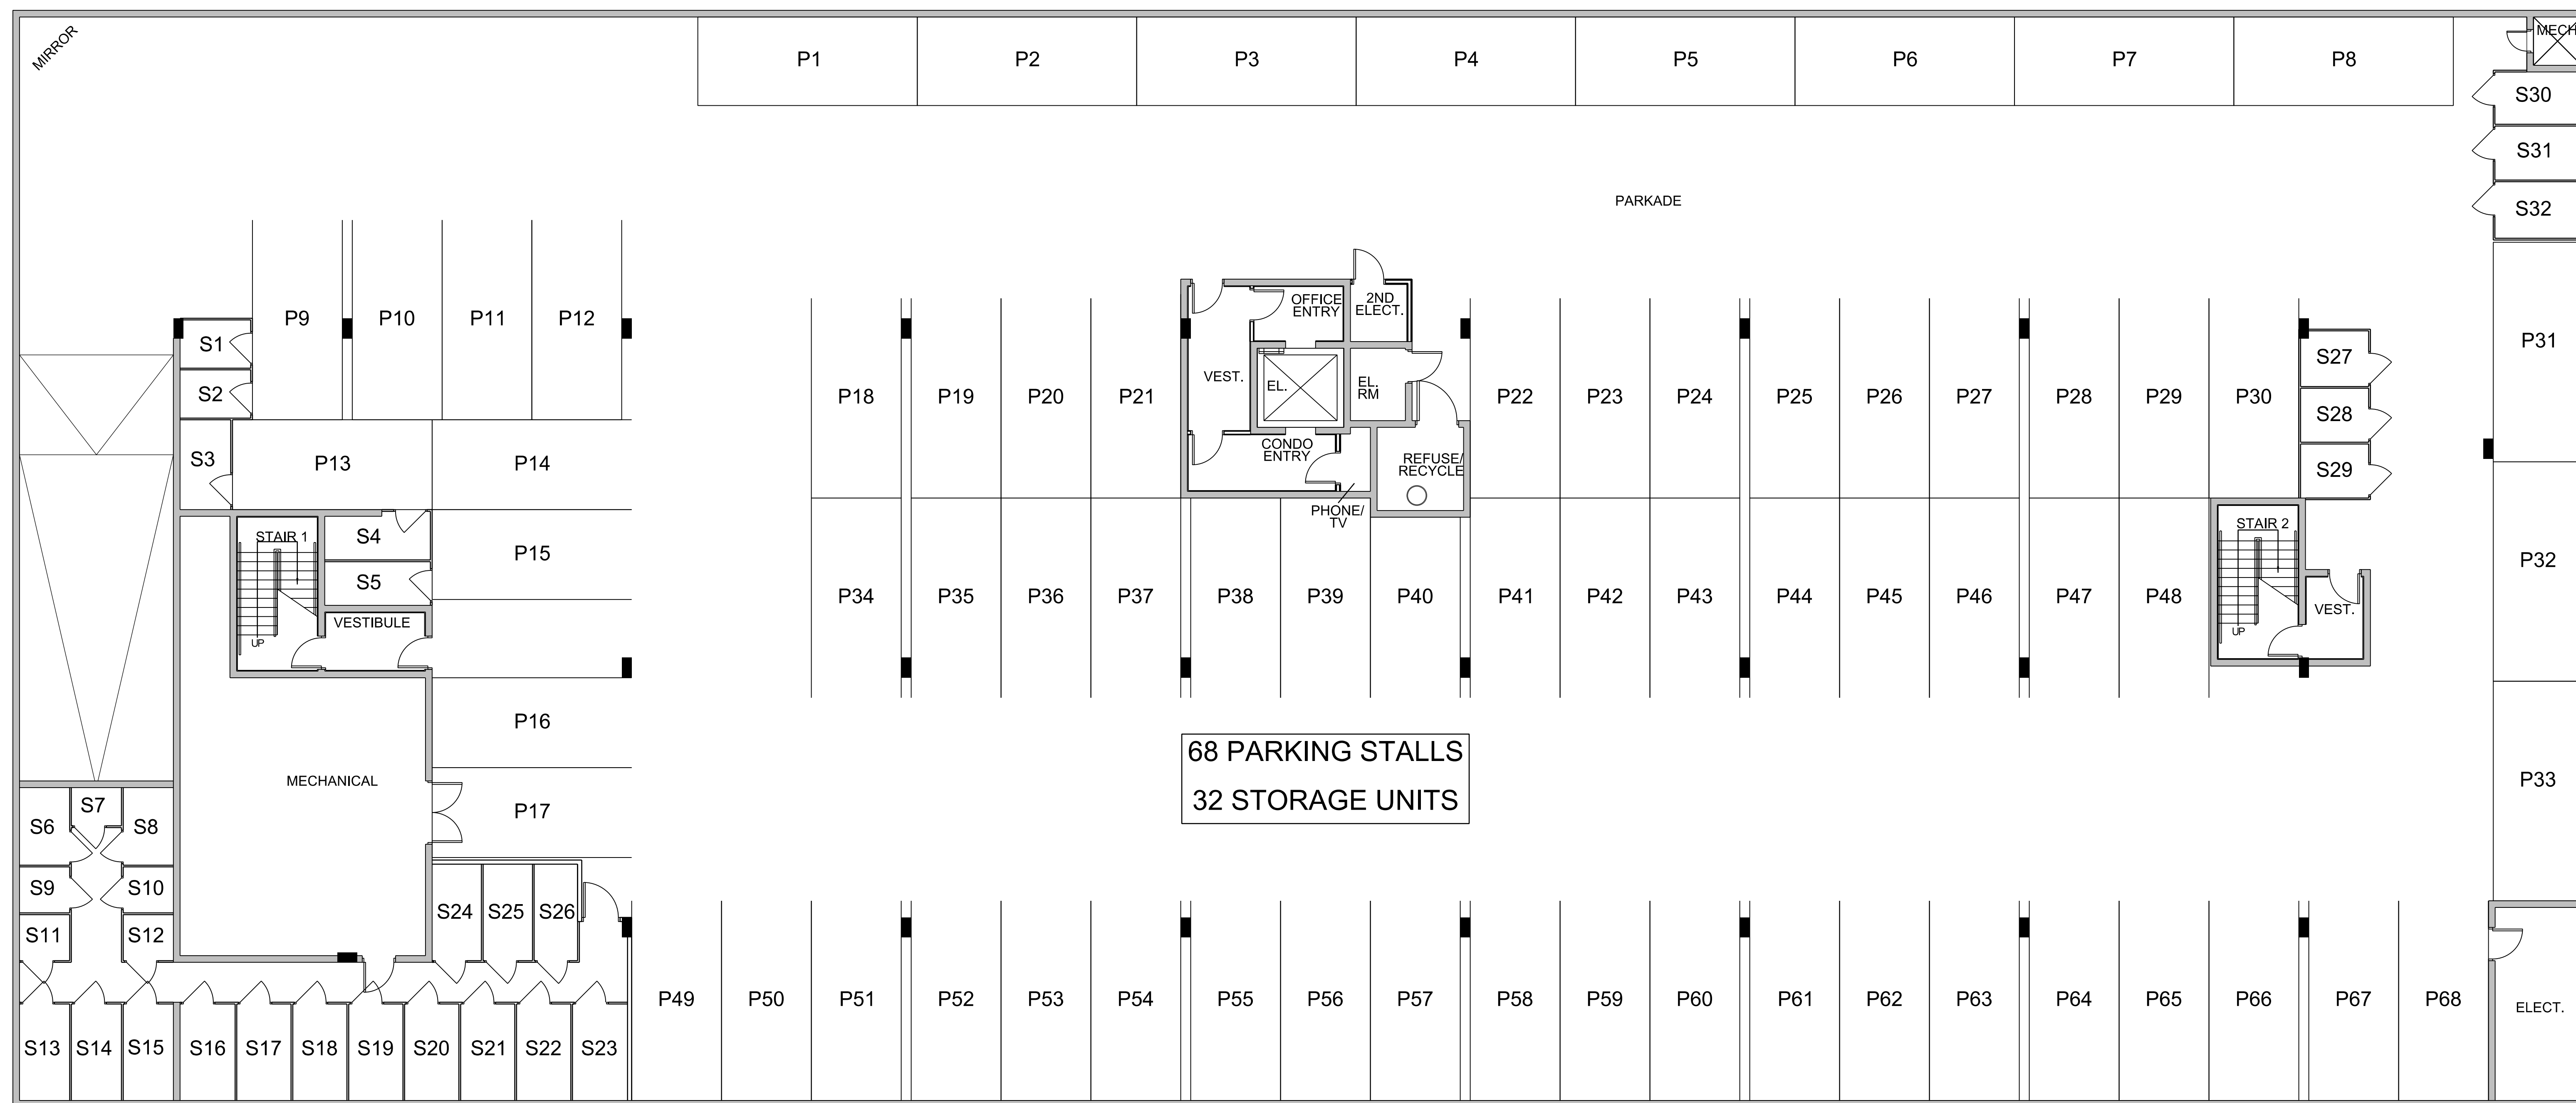 MIRROR
P1 P2 P3 P4 P5 P6 P7 P8
MECH
S30
S31
S32
PARKADE
P9 P10 P11 P12
S1
S2
S3
P13 P14
OFFICE
ENTRY
2ND
ELECT.
VEST.
EL.
EL.
RM
CONDO
ENTRY
REFUSE/
RECYCLE
PHONE/
TV
P18 P19 P20 P21 P22 P23 P24 P25 P26 P27 P28 P29 P30
S27
S28
S29
P31
P32
P33
STAIR 1
UP
S4
S5
VESTIBULE
P15
P34 P35 P36 P37 P38 P39 P40 P41 P42 P43 P44 P45 P46 P47 P48
STAIR 2
UP
VEST.
P16
P17
MECHANICAL
68 PARKING STALLS
32 STORAGE UNITS
S6 S7 S8
S9 S10
S11 S12
S24 S25 S26
S13 S14 S15 S16 S17 S18 S19 S20 S21 S22 S23
P49 P50 P51 P52 P53 P54 P55 P56 P57 P58 P59 P60 P61 P62 P63 P64 P65 P66 P67 P68
ELECT.